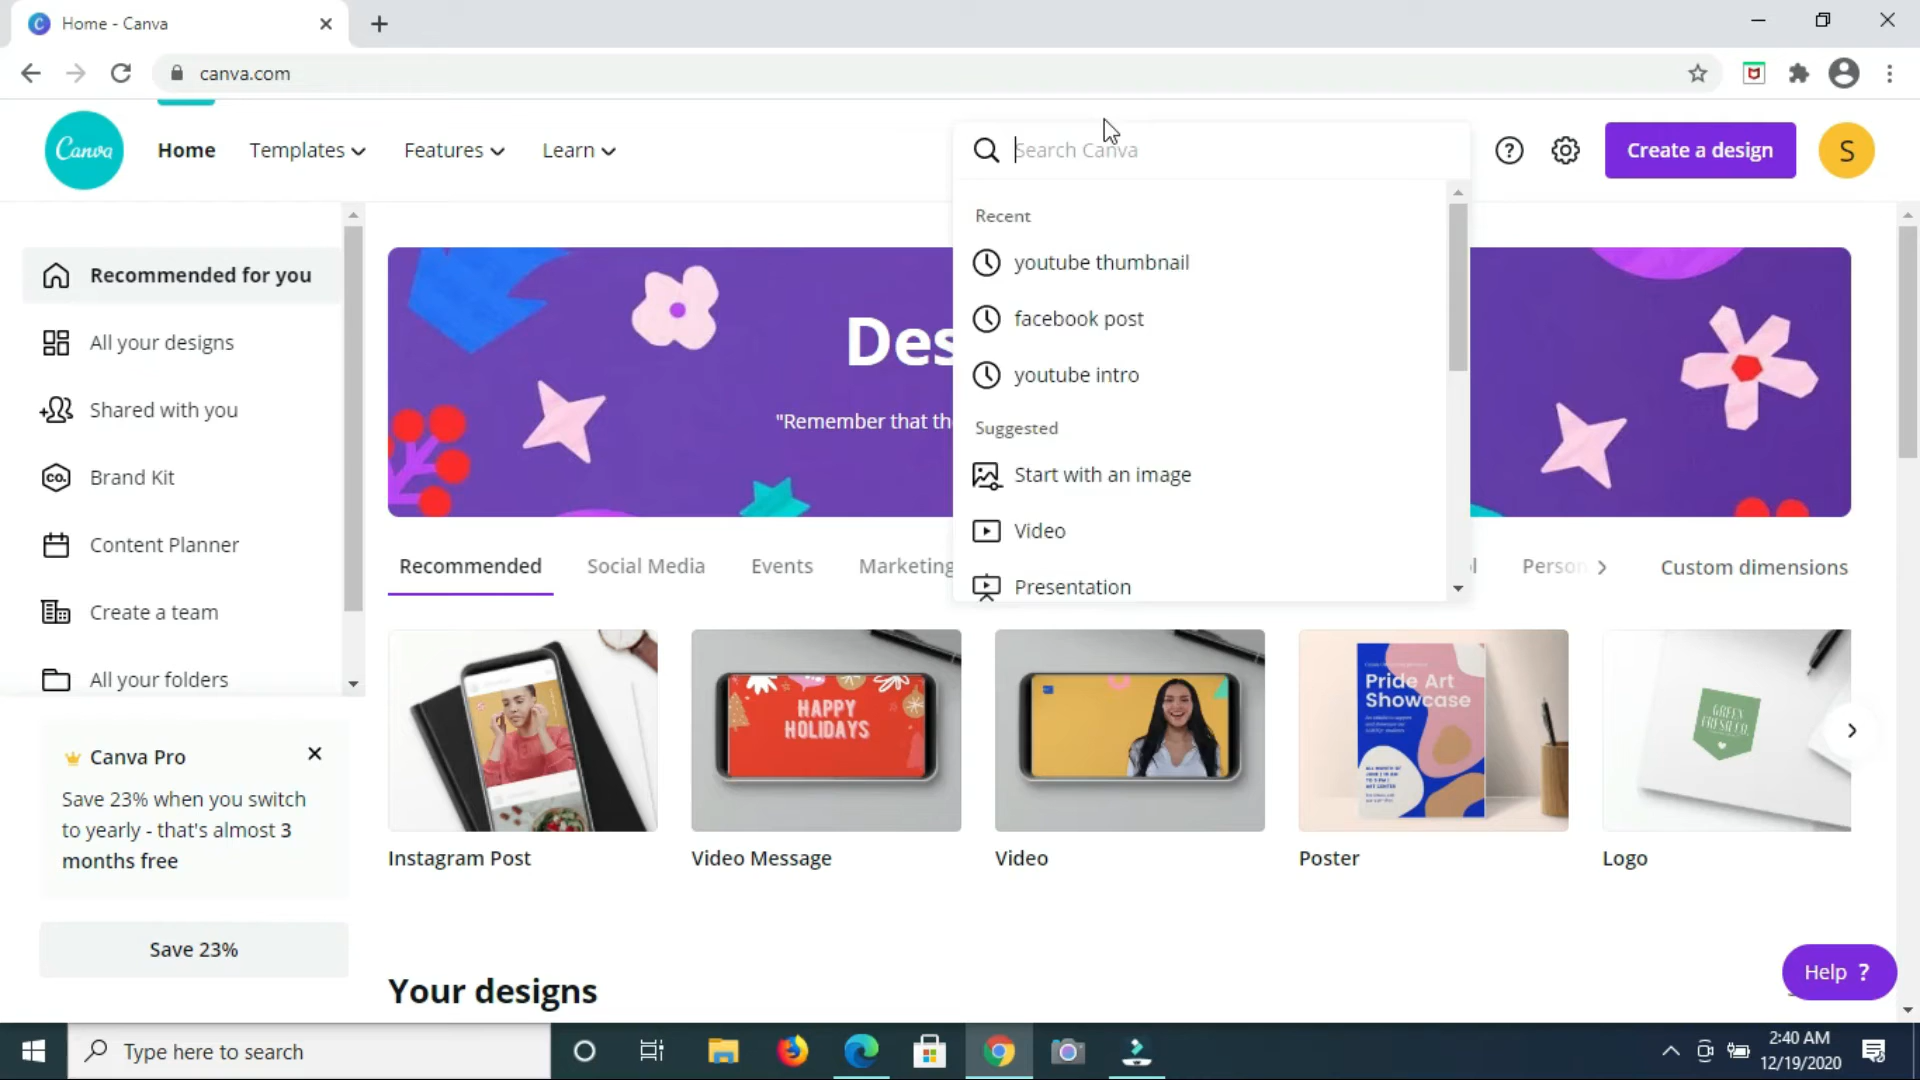 Home - Canva
canva.com
Canva
Home
Templates
Features
Learn
Search Canva
Create a design
S
Recent
youtube thumbnail
facebook post
youtube intro
Suggested
Start with an image
Video
Presentation
Recommended for you
All your designs
Shared with you
CO.
Brand Kit
Content Planner
Create a team
All your folders
Des
"Remember that th
Recommended
Social Media
Events
Marketing
Person
Custom dimensions
HAPPY
HOLIDAYS
Pride Art
Showcase
GREEN
FRESH CO.
Instagram Post
Video Message
Video
Poster
Logo
Canva Pro
Save 23% when you switch
to yearly - that's almost 3
months free
Save 23%
Your designs
Help ?
Type here to search
2:40 AM
12/19/2020